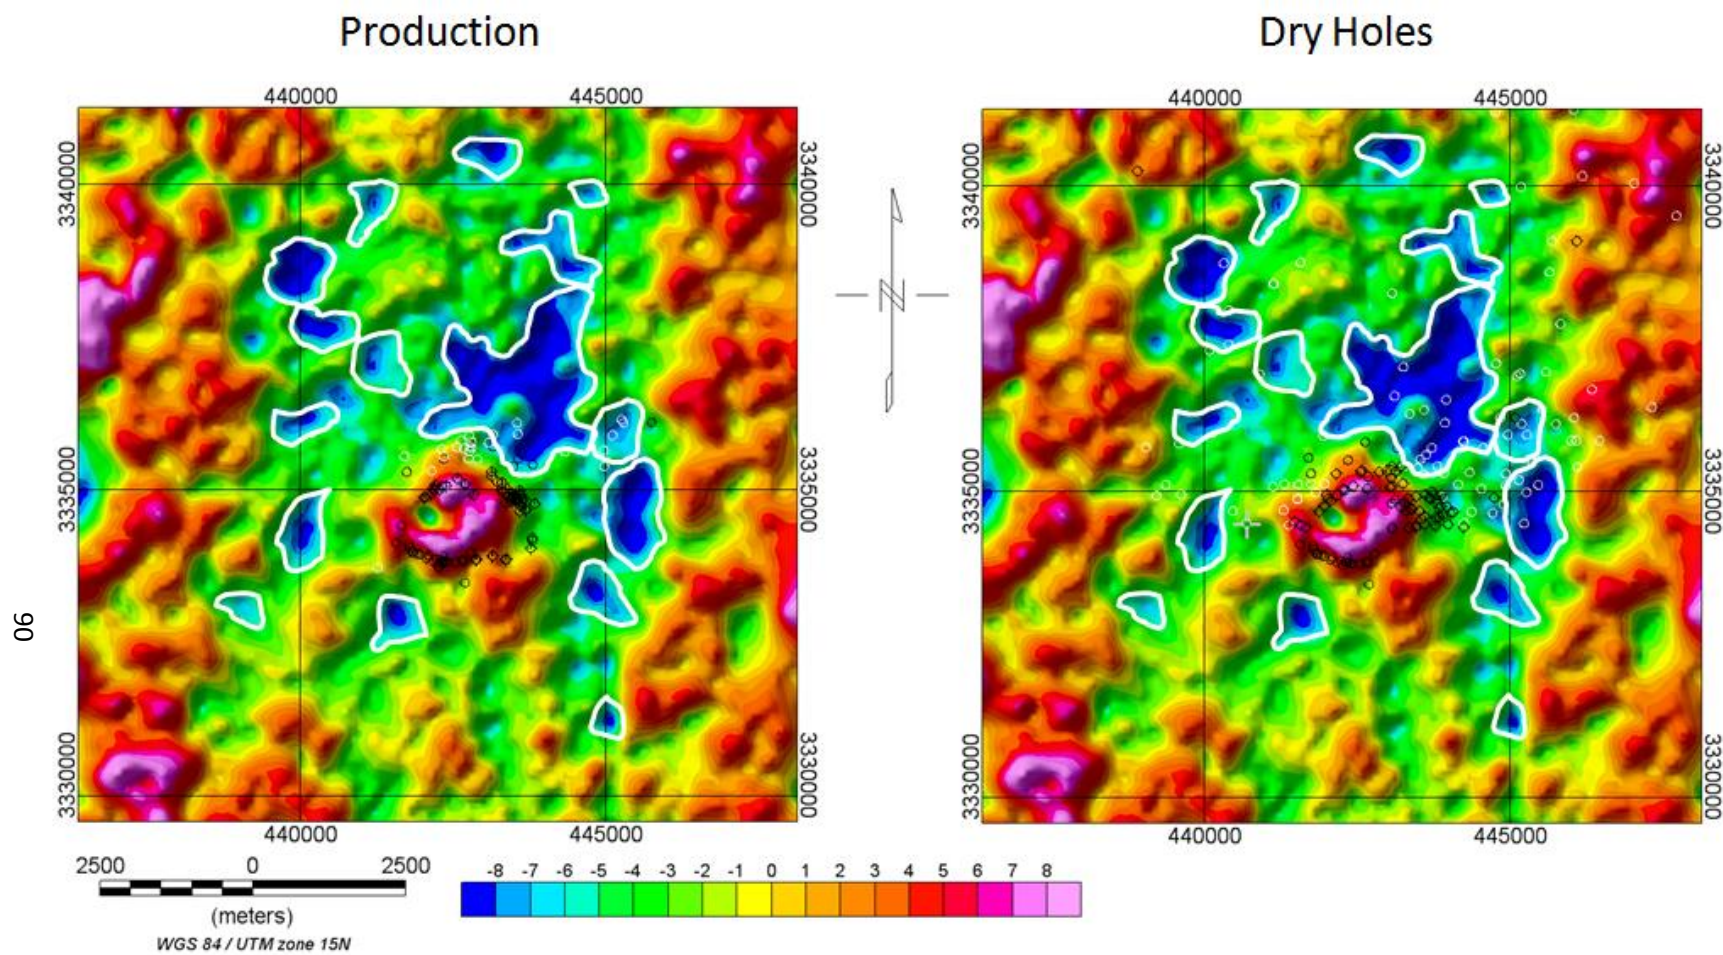 Production Dry Holes
440000 445000 440000 445000
3340000 3340000 3340000 3340000
N
3335000 3335000 3335000 3335000
90
3330000 3330000 3330000 3330000
440000 445000 440000 445000
2500 0 2500
-8 -7 -6 -5 -4 -3 -2 -1 0 1 2 3 4 5 6 7 8
(meters)
WGS 84 / UTM zone 15N